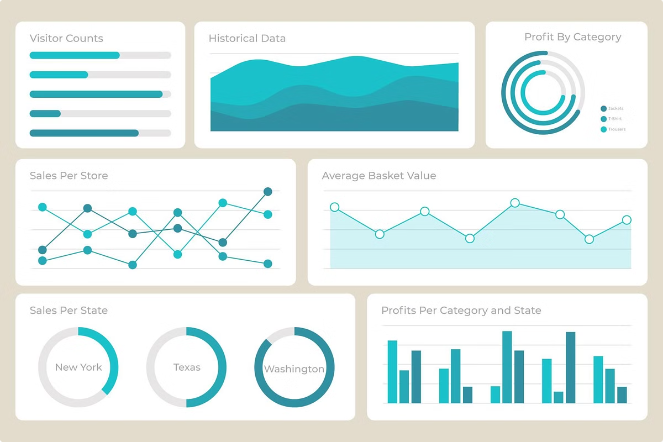 Visitor Counts
Historical Data
Profit By Category
Sales Per Store
Average Basket Value
Sales Per State
New York
Texas
Washington
Profits Per Category and State